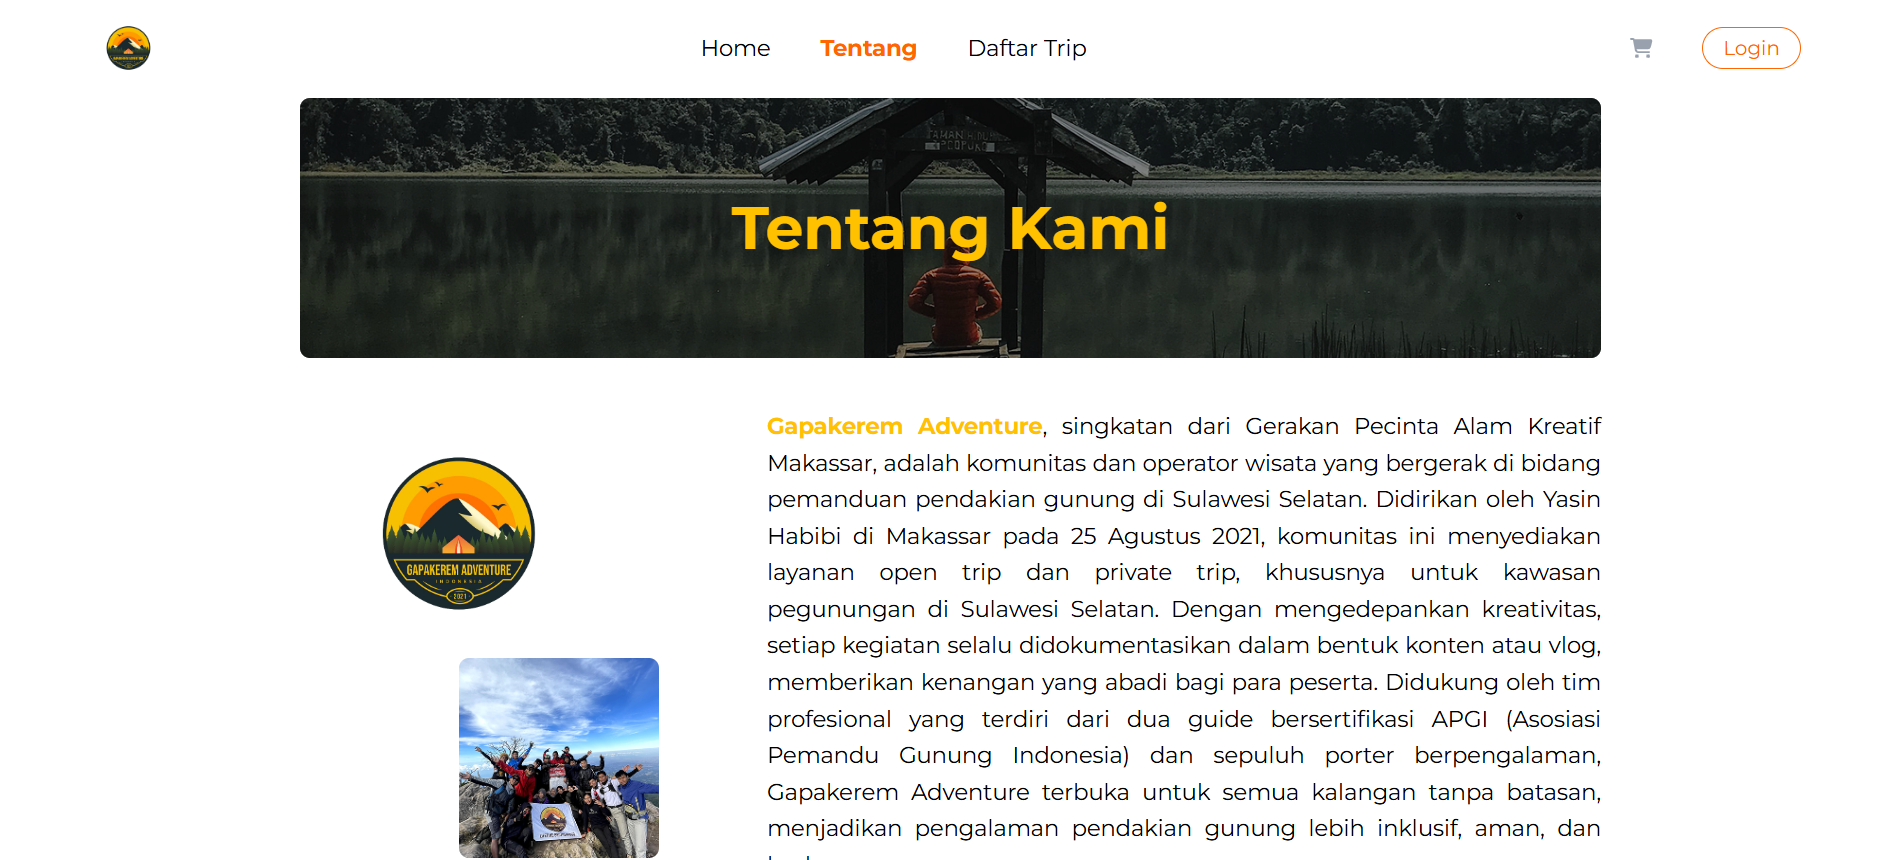 Home
Tentang
Daftar Trip
Login
TAMAN HIDUP
Tentang Kami
Gapakerem Adventure, singkatan dari Gerakan Pecinta Alam Kreatif
Makassar, adalah komunitas dan operator wisata yang bergerak di bidang
pemanduan pendakian gunung di Sulawesi Selatan. Didirikan oleh Yasin
Habibi di Makassar pada 25 Agustus 2021, komunitas ini menyediakan
layanan open trip dan private trip, khususnya untuk kawasan
pegunungan di Sulawesi Selatan. Dengan mengedepankan kreativitas,
setiap kegiatan selalu didokumentasikan dalam bentuk konten atau vlog,
memberikan kenangan yang abadi bagi para peserta. Didukung oleh tim
profesional yang terdiri dari dua guide bersertifikasi APGI (Asosiasi
Pemandu Gunung Indonesia) dan sepuluh porter berpengalaman,
Gapakerem Adventure terbuka untuk semua kalangan tanpa batasan,
menjadikan pengalaman pendakian gunung lebih inklusif, aman, dan
GAPAKEREM ADVENTURE
INDONESIA
2021